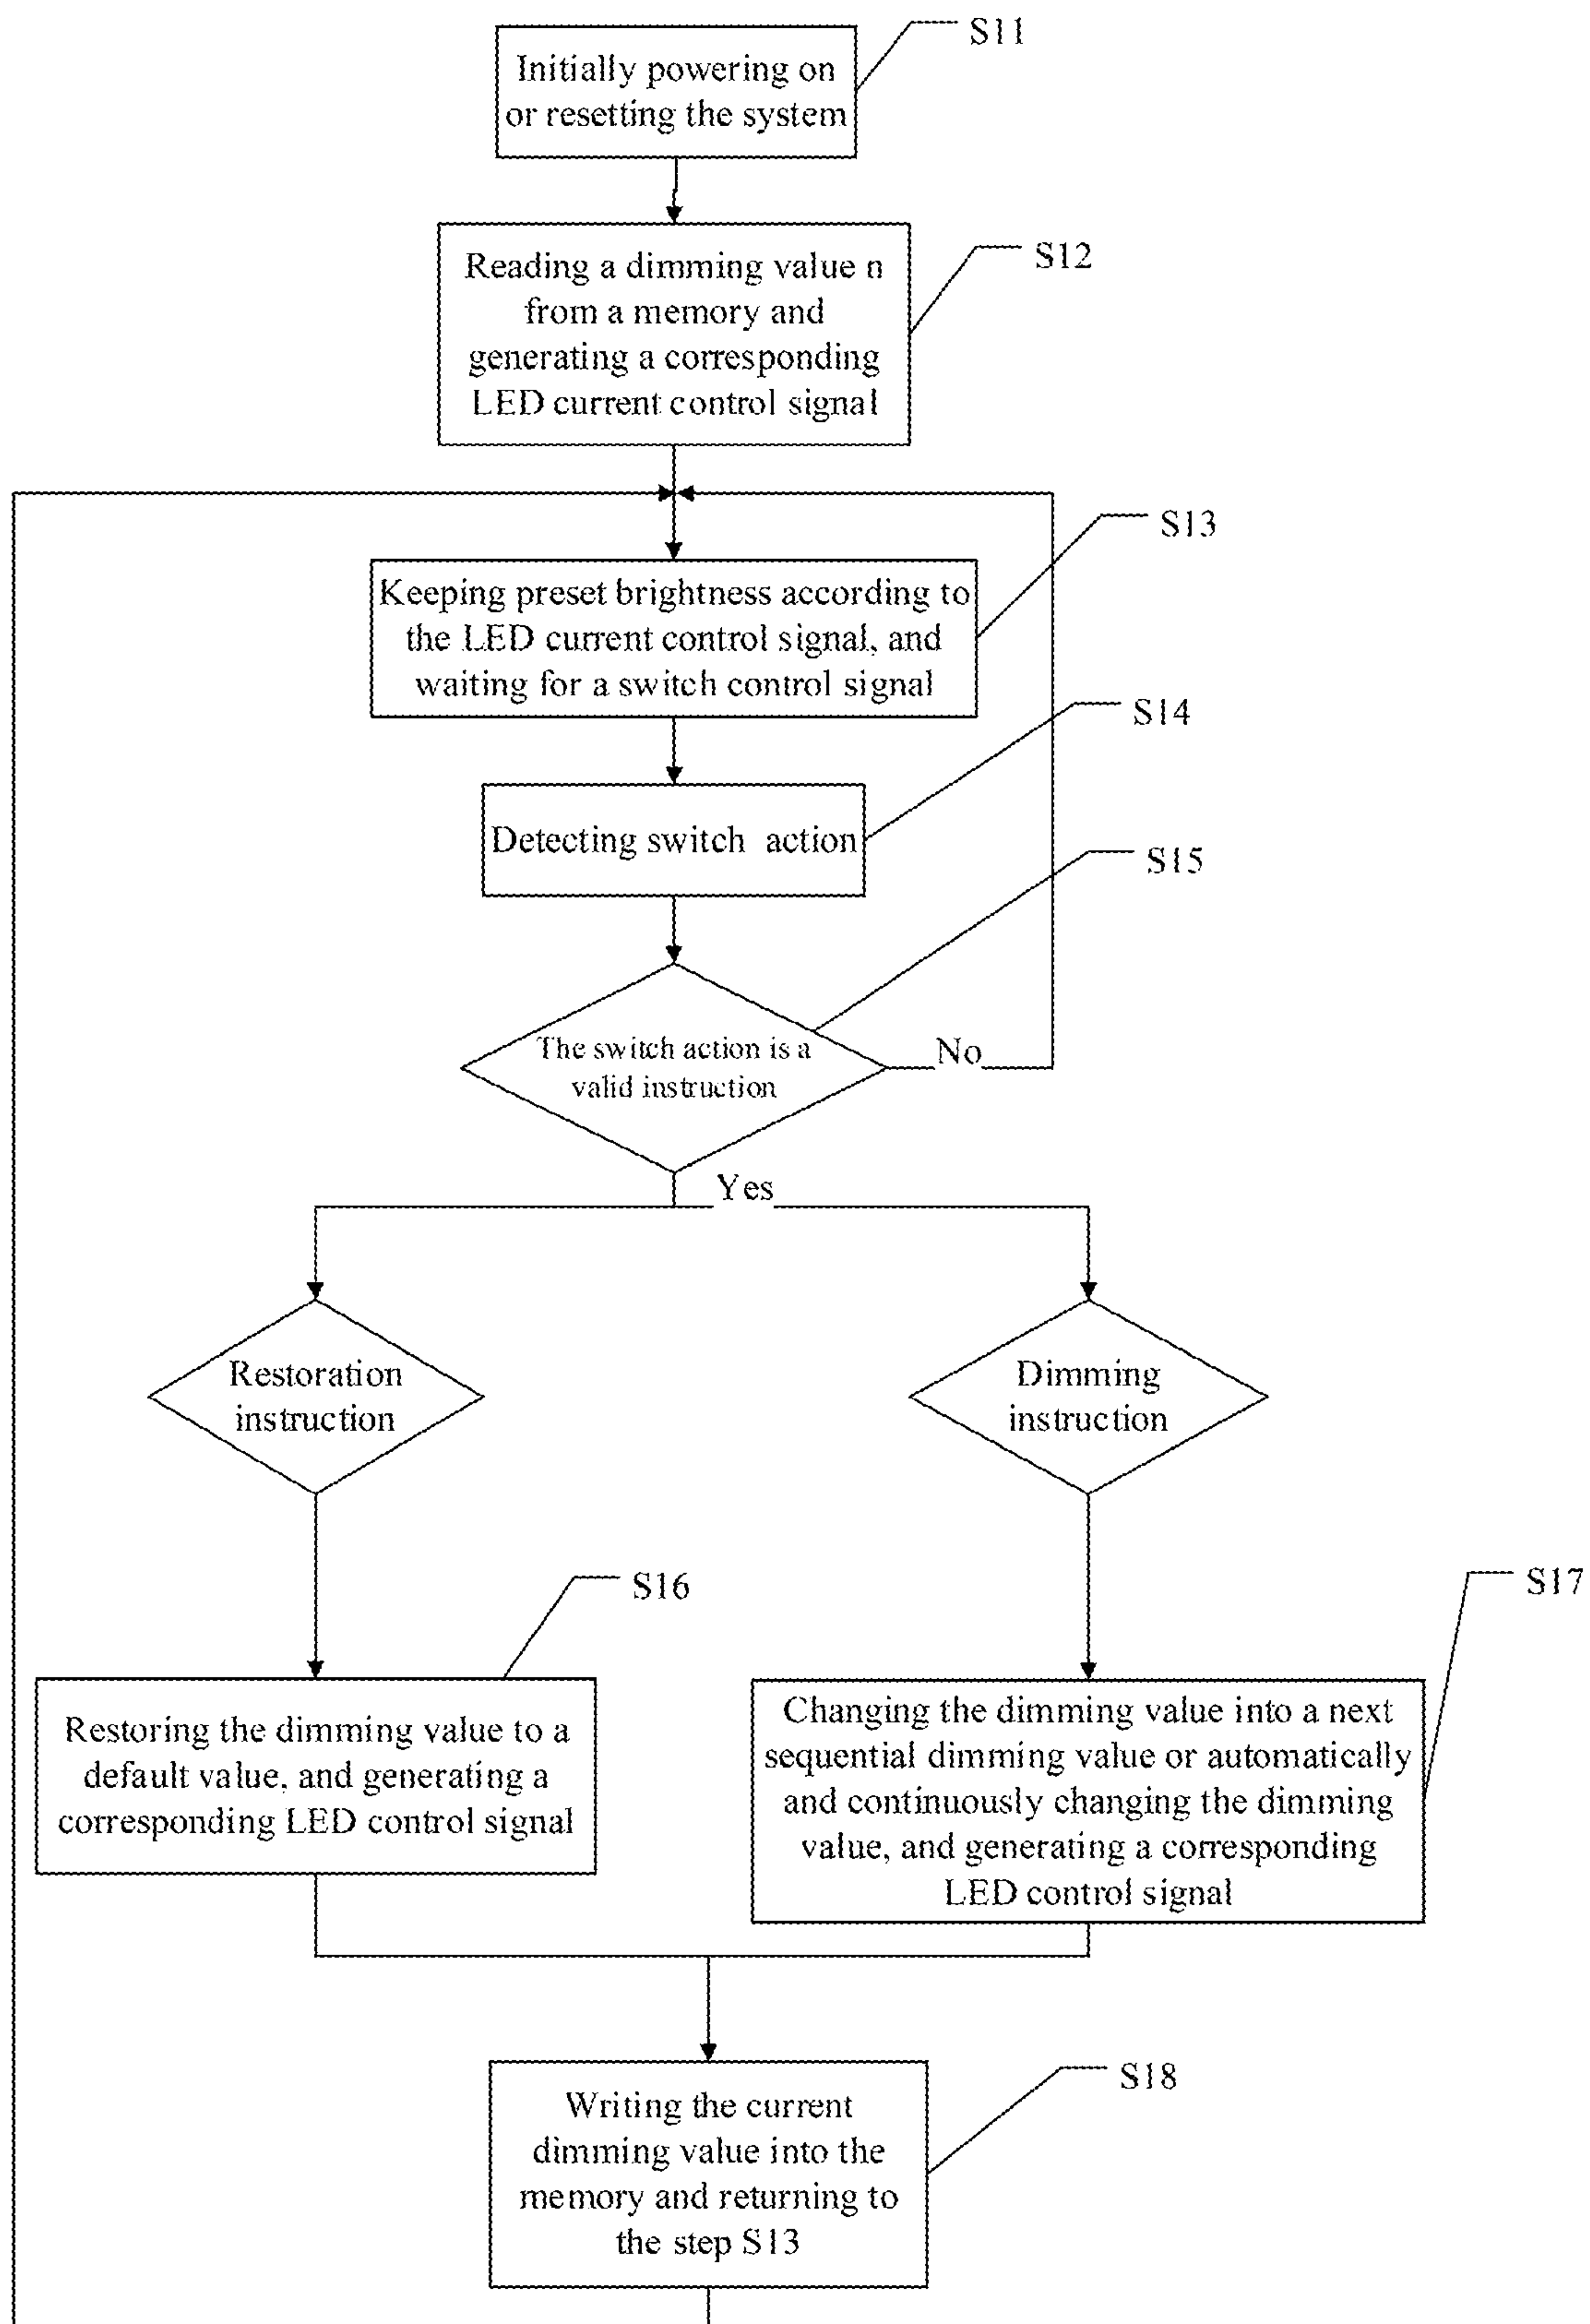 S11
Initially powering on
or resetting the system
S12
Reading a dimming value n
from a memory and
generating a corresponding
LED current control signal
S13
Keeping preset brightness according to
the LED current control signal, and
waiting for a switch control signal
S14
Detecting switch action
S15
The switch action is a
valid instruction
No
Yes
Restoration
instruction
Dimming
instruction
S16
S17
Restoring the dimming value to a
default value, and generating a
corresponding LED control signal
Changing the dimming value into a next
sequential dimming value or automatically
and continuously changing the dimming
value, and generating a corresponding
LED control signal
S18
Writing the current
dimming value into the
memory and returning to
the step S13